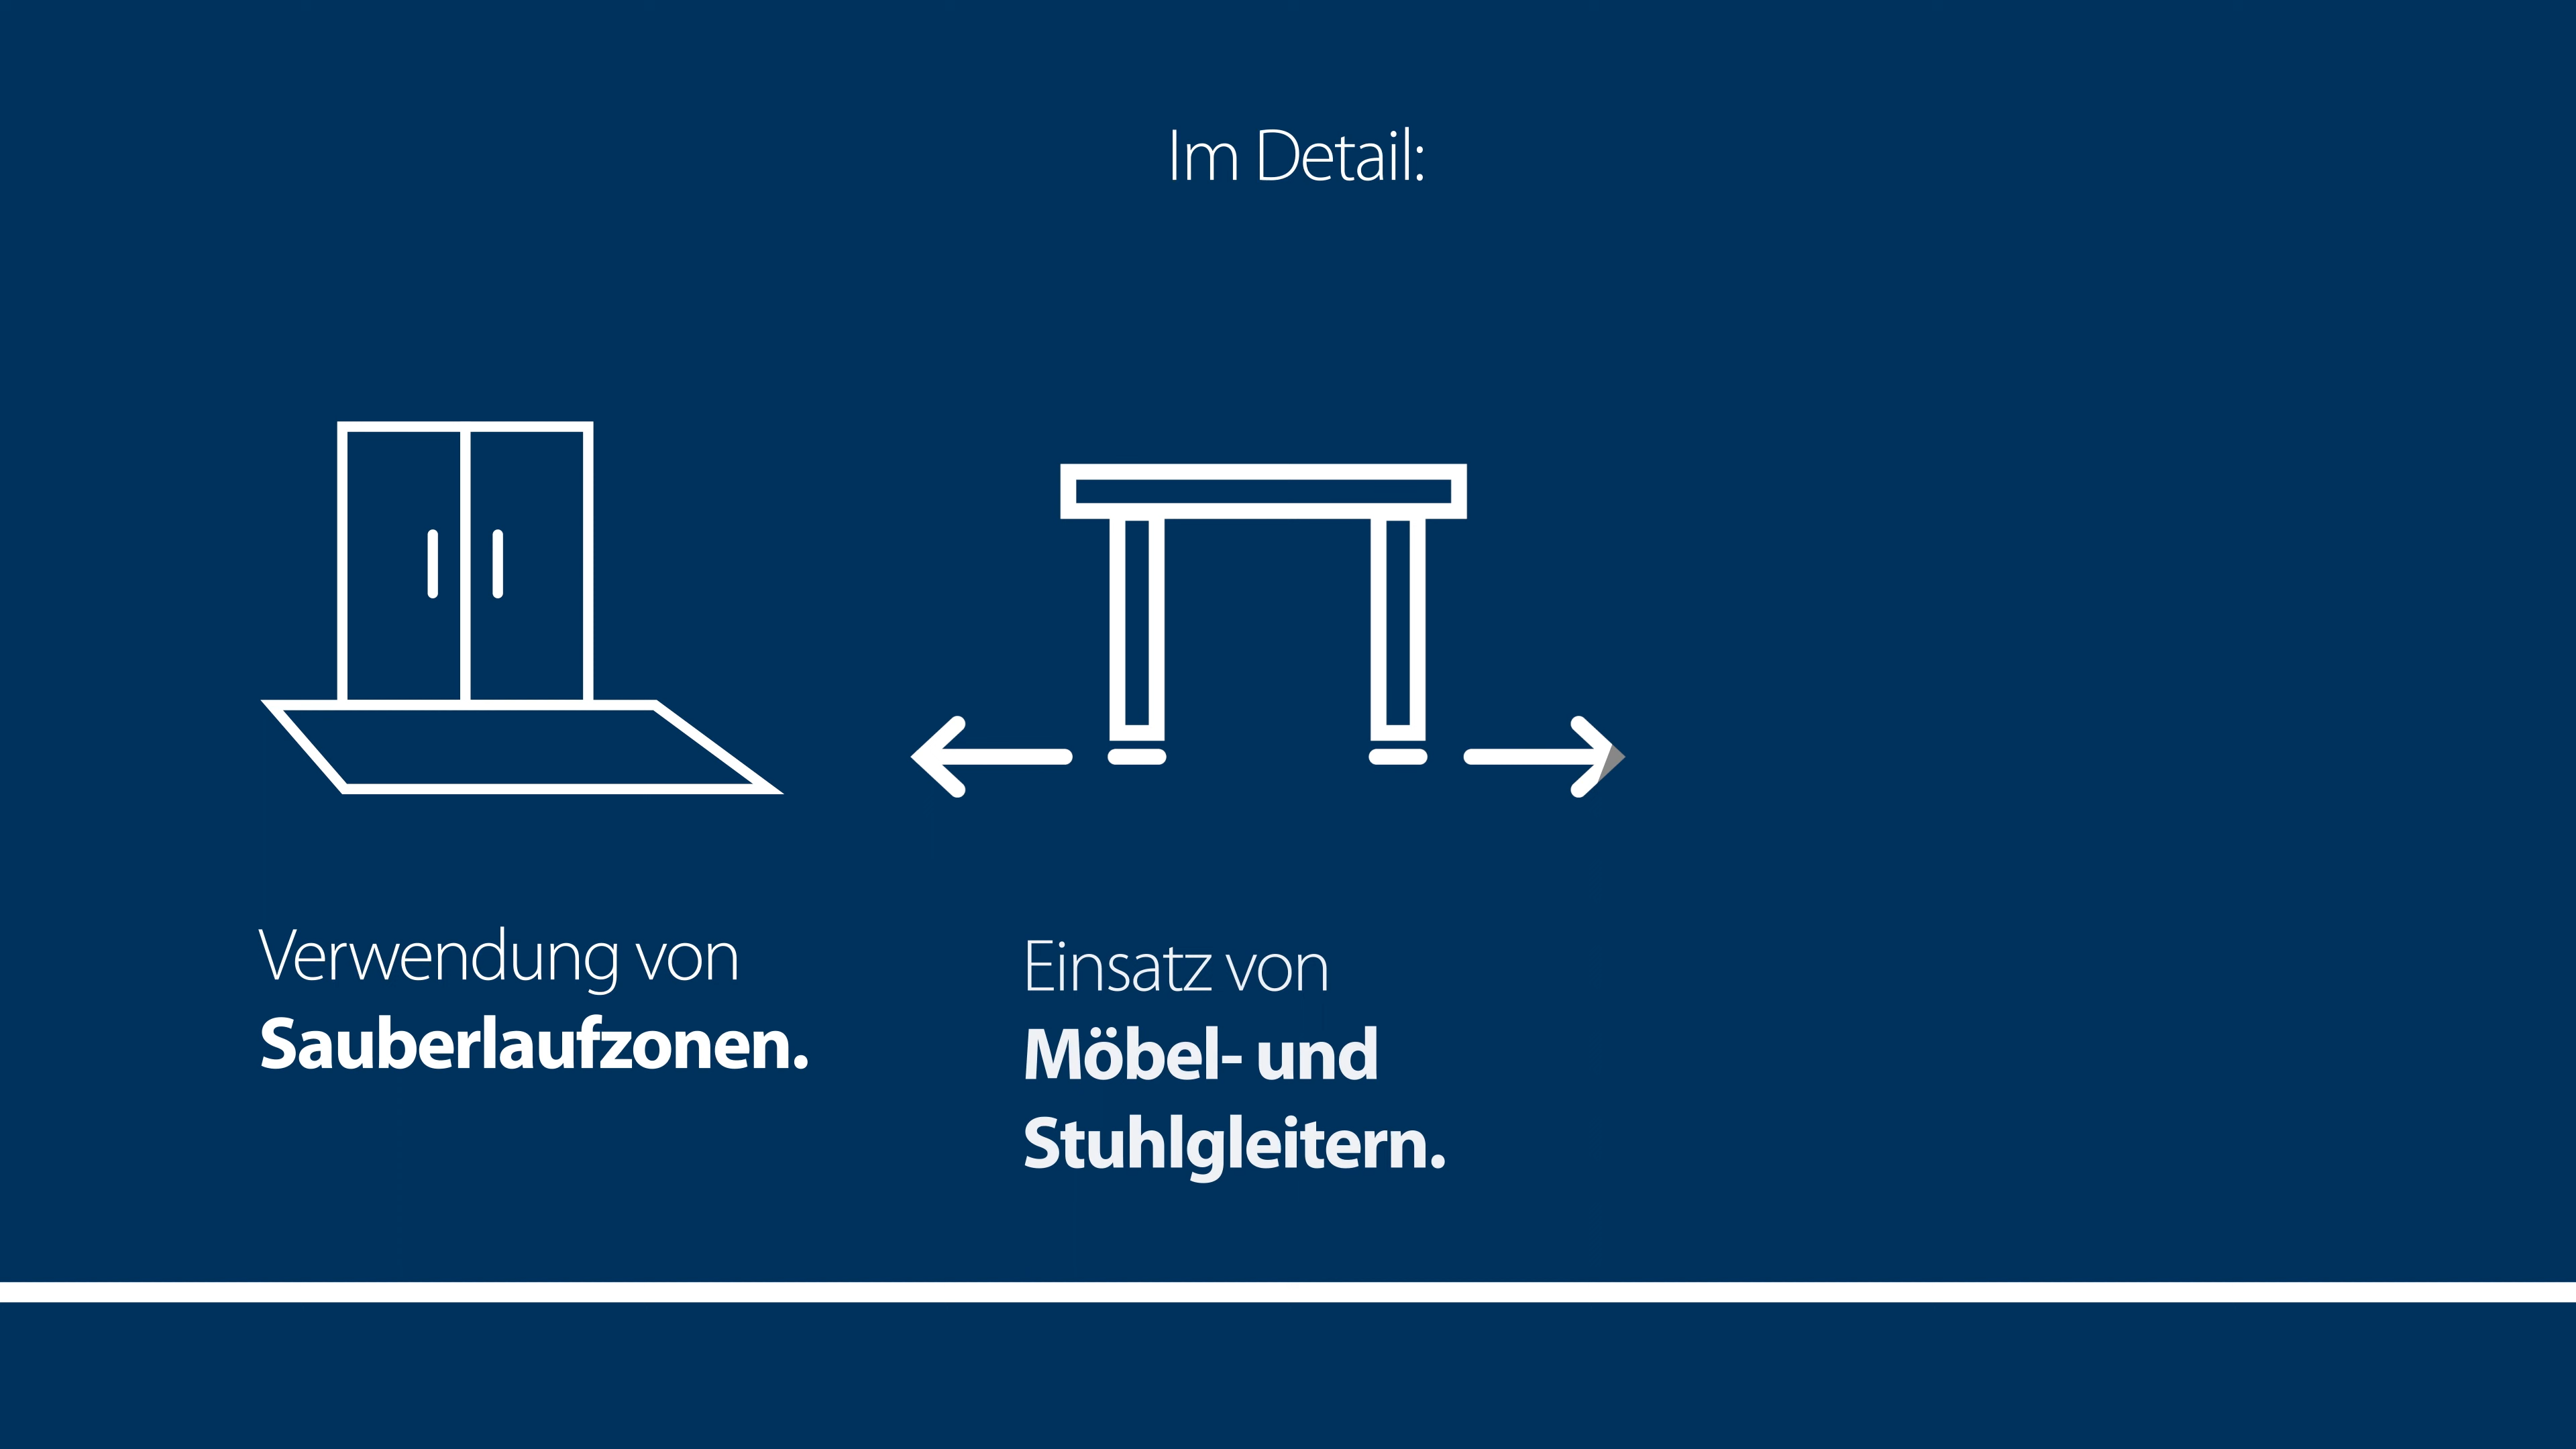 Im Detail:
Verwendung von
Sauberlaufzonen.
Einsatz von
Möbel- und
Stuhlgleitern.